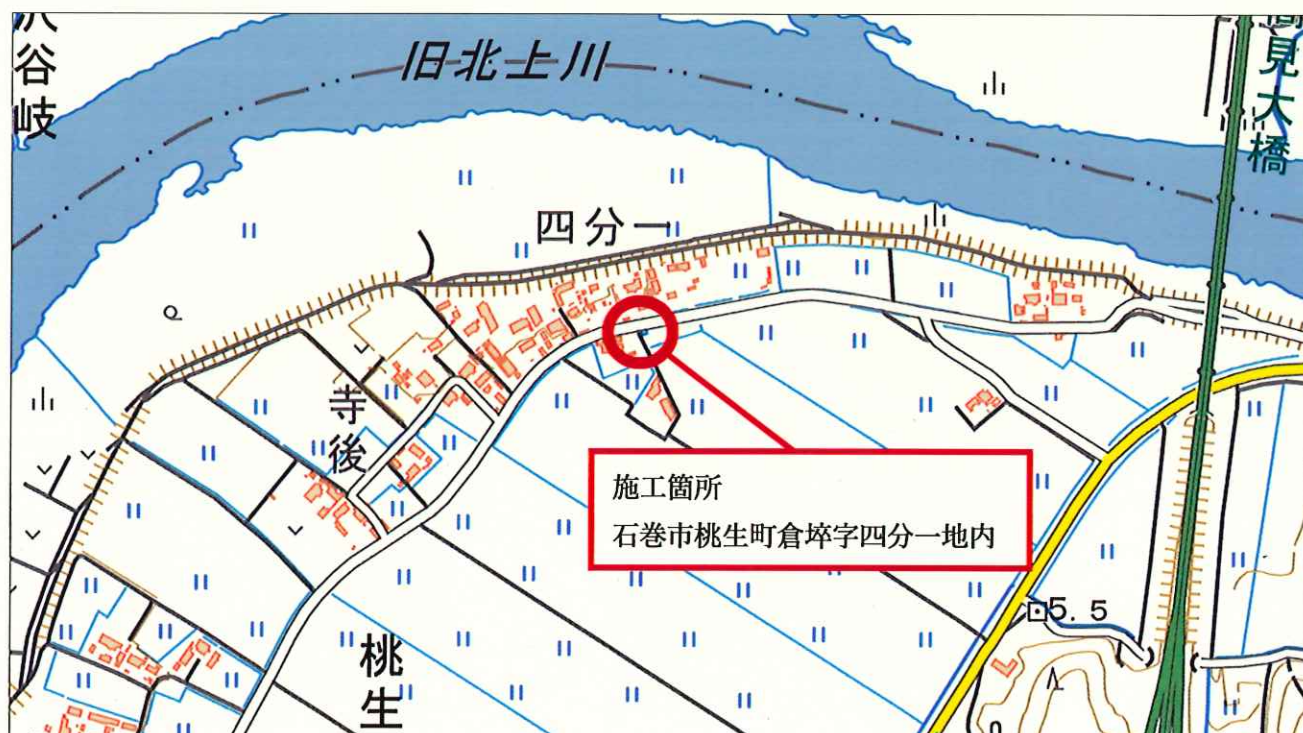 旧北上川
谷岐
見大橋
四分一
寺後
施工箇所
石巻市桃生町倉埣字四分一地内
5.5
桃生